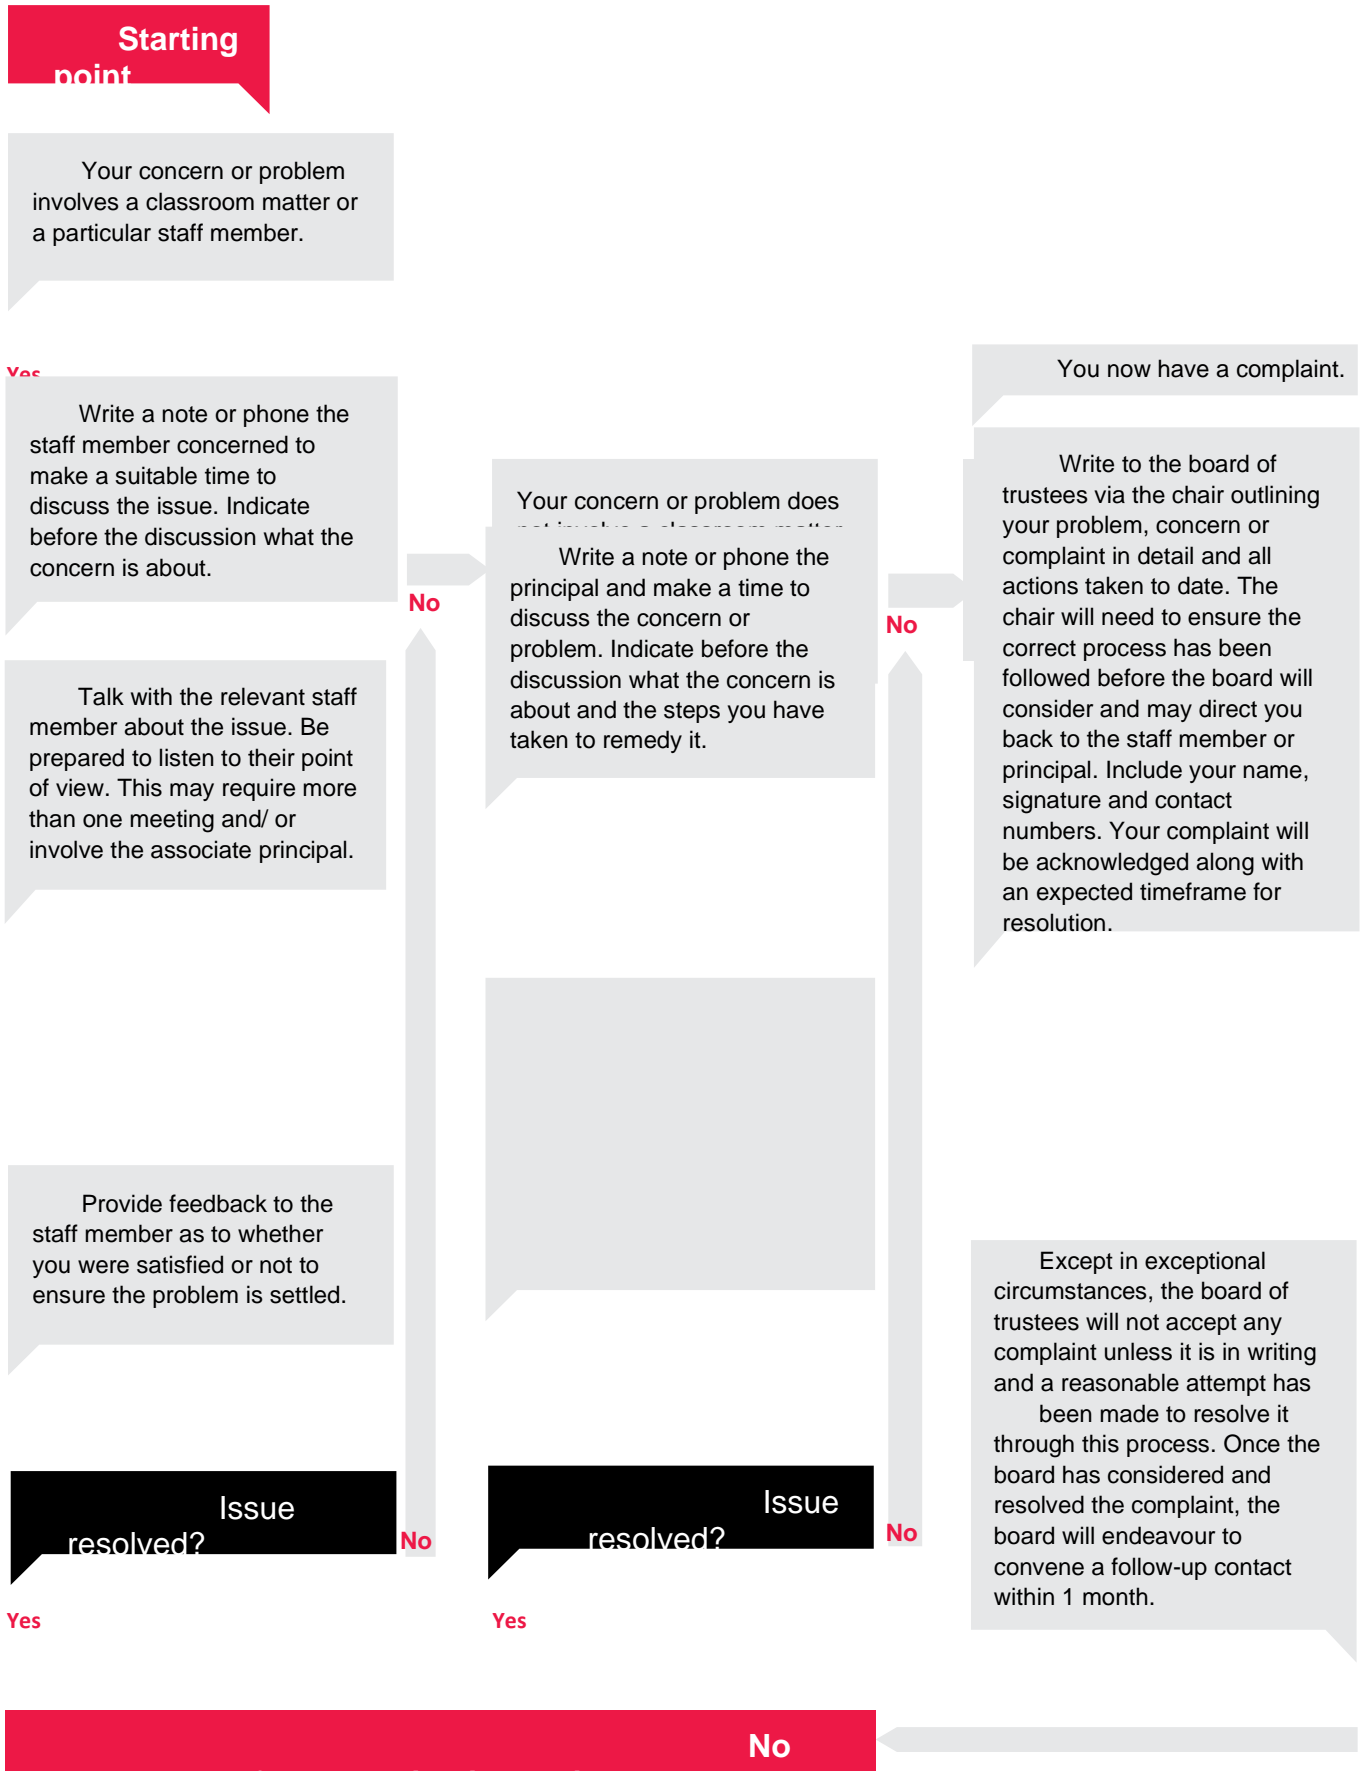 Starting
point
Your concern or problem
involves a classroom matter or
a particular staff member.
Yes
Write a note or phone the
staff member concerned to
make a suitable time to
discuss the issue. Indicate
before the discussion what the
concern is about.
No
Talk with the relevant staff
member about the issue. Be
prepared to listen to their point
of view. This may require more
than one meeting and/ or
involve the associate principal.
Provide feedback to the
staff member as to whether
you were satisfied or not to
ensure the problem is settled.
Issue
resolved?
No
Yes
Your concern or problem does
not involve a classroom matter
Write a note or phone the
principal and make a time to
discuss the concern or
problem. Indicate before the
discussion what the concern is
about and the steps you have
taken to remedy it.
No
Issue
resolved?
No
Yes
You now have a complaint.
Write to the board of
trustees via the chair outlining
your problem, concern or
complaint in detail and all
actions taken to date. The
chair will need to ensure the
correct process has been
followed before the board will
consider and may direct you
back to the staff member or
principal. Include your name,
signature and contact
numbers. Your complaint will
be acknowledged along with
an expected timeframe for
resolution.
Except in exceptional
circumstances, the board of
trustees will not accept any
complaint unless it is in writing
and a reasonable attempt has
been made to resolve it
through this process. Once the
board has considered and
resolved the complaint, the
board will endeavour to
convene a follow-up contact
within 1 month.
No